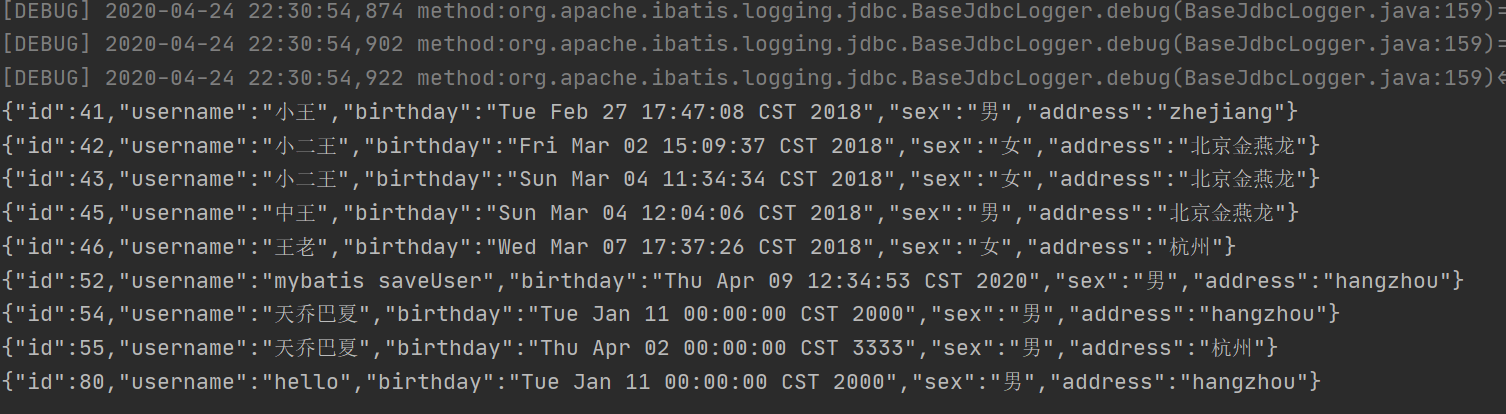 [DEBUG] 2020-04-24 22:30:54,874 method:org.apache.ibatis.logging.jdbc.BaseJdbcLogger.debug(BaseJdbcLogger.java:159)=
[DEBUG] 2020-04-24 22:30:54,902 method:org.apache.ibatis.logging.jdbc.BaseJdbcLogger.debug(BaseJdbcLogger.java:159)=
[DEBUG] 2020-04-24 22:30:54,922 method:org.apache.ibatis.logging.jdbc.BaseJdbcLogger.debug(BaseJdbcLogger.java:159)<
{"id":41,"username":"小王","birthday":"Tue Feb 27 17:47:08 CST 2018","sex":"男","address":"zhejiang"}
{"id":42,"username":"小二王","birthday":"Fri Mar 02 15:09:37 CST 2018","sex":"女","address":"北京金燕龙"}
{"id":43,"username":"小二王","birthday":"Sun Mar 04 11:34:34 CST 2018","sex":"女","address":"北京金燕龙"}
{"id":45,"username":"中王","birthday":"Sun Mar 04 12:04:06 CST 2018","sex":"男","address":"北京金燕龙"}
{"id":46,"username":"王老","birthday":"Wed Mar 07 17:37:26 CST 2018","sex":"女","address":"杭州"}
{"id":52,"username":"mybatis saveUser","birthday":"Thu Apr 09 12:34:53 CST 2020","sex":"男","address":"hangzhou"}
{"id":54,"username":"天乔巴夏","birthday":"Tue Jan 11 00:00:00 CST 2000","sex":"男","address":"hangzhou"}
{"id":55,"username":"天乔巴夏","birthday":"Thu Apr 02 00:00:00 CST 3333","sex":"男","address":"杭州"}
{"id":80,"username":"hello","birthday":"Tue Jan 11 00:00:00 CST 2000","sex":"男","address":"hangzhou"}